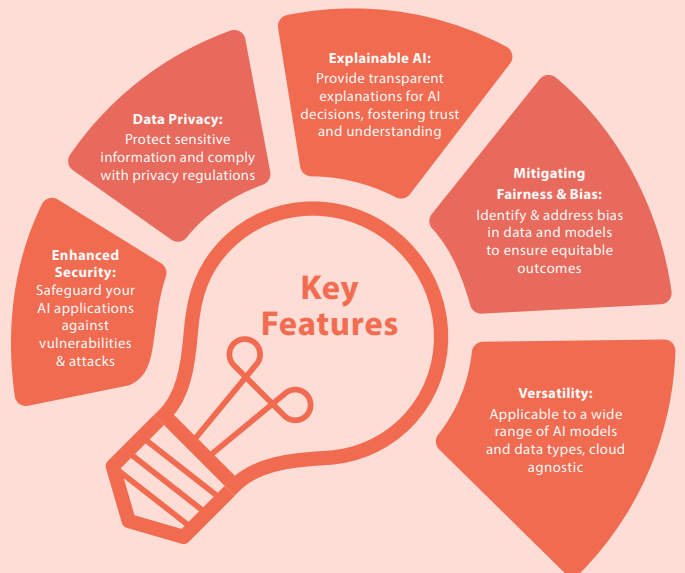 Key
Features
Enhanced
Security:
Safeguard your
AI applications
against
vulnerabilities
& attacks
Data Privacy:
Protect sensitive
information and comply
with privacy regulations
Explainable AI:
Provide transparent
explanations for AI
decisions, fostering trust
and understanding
Mitigating
Fairness & Bias:
Identify & address bias
in data and models
to ensure equitable
outcomes
Versatility:
Applicable to a wide
range of AI models
and data types, cloud
agnostic